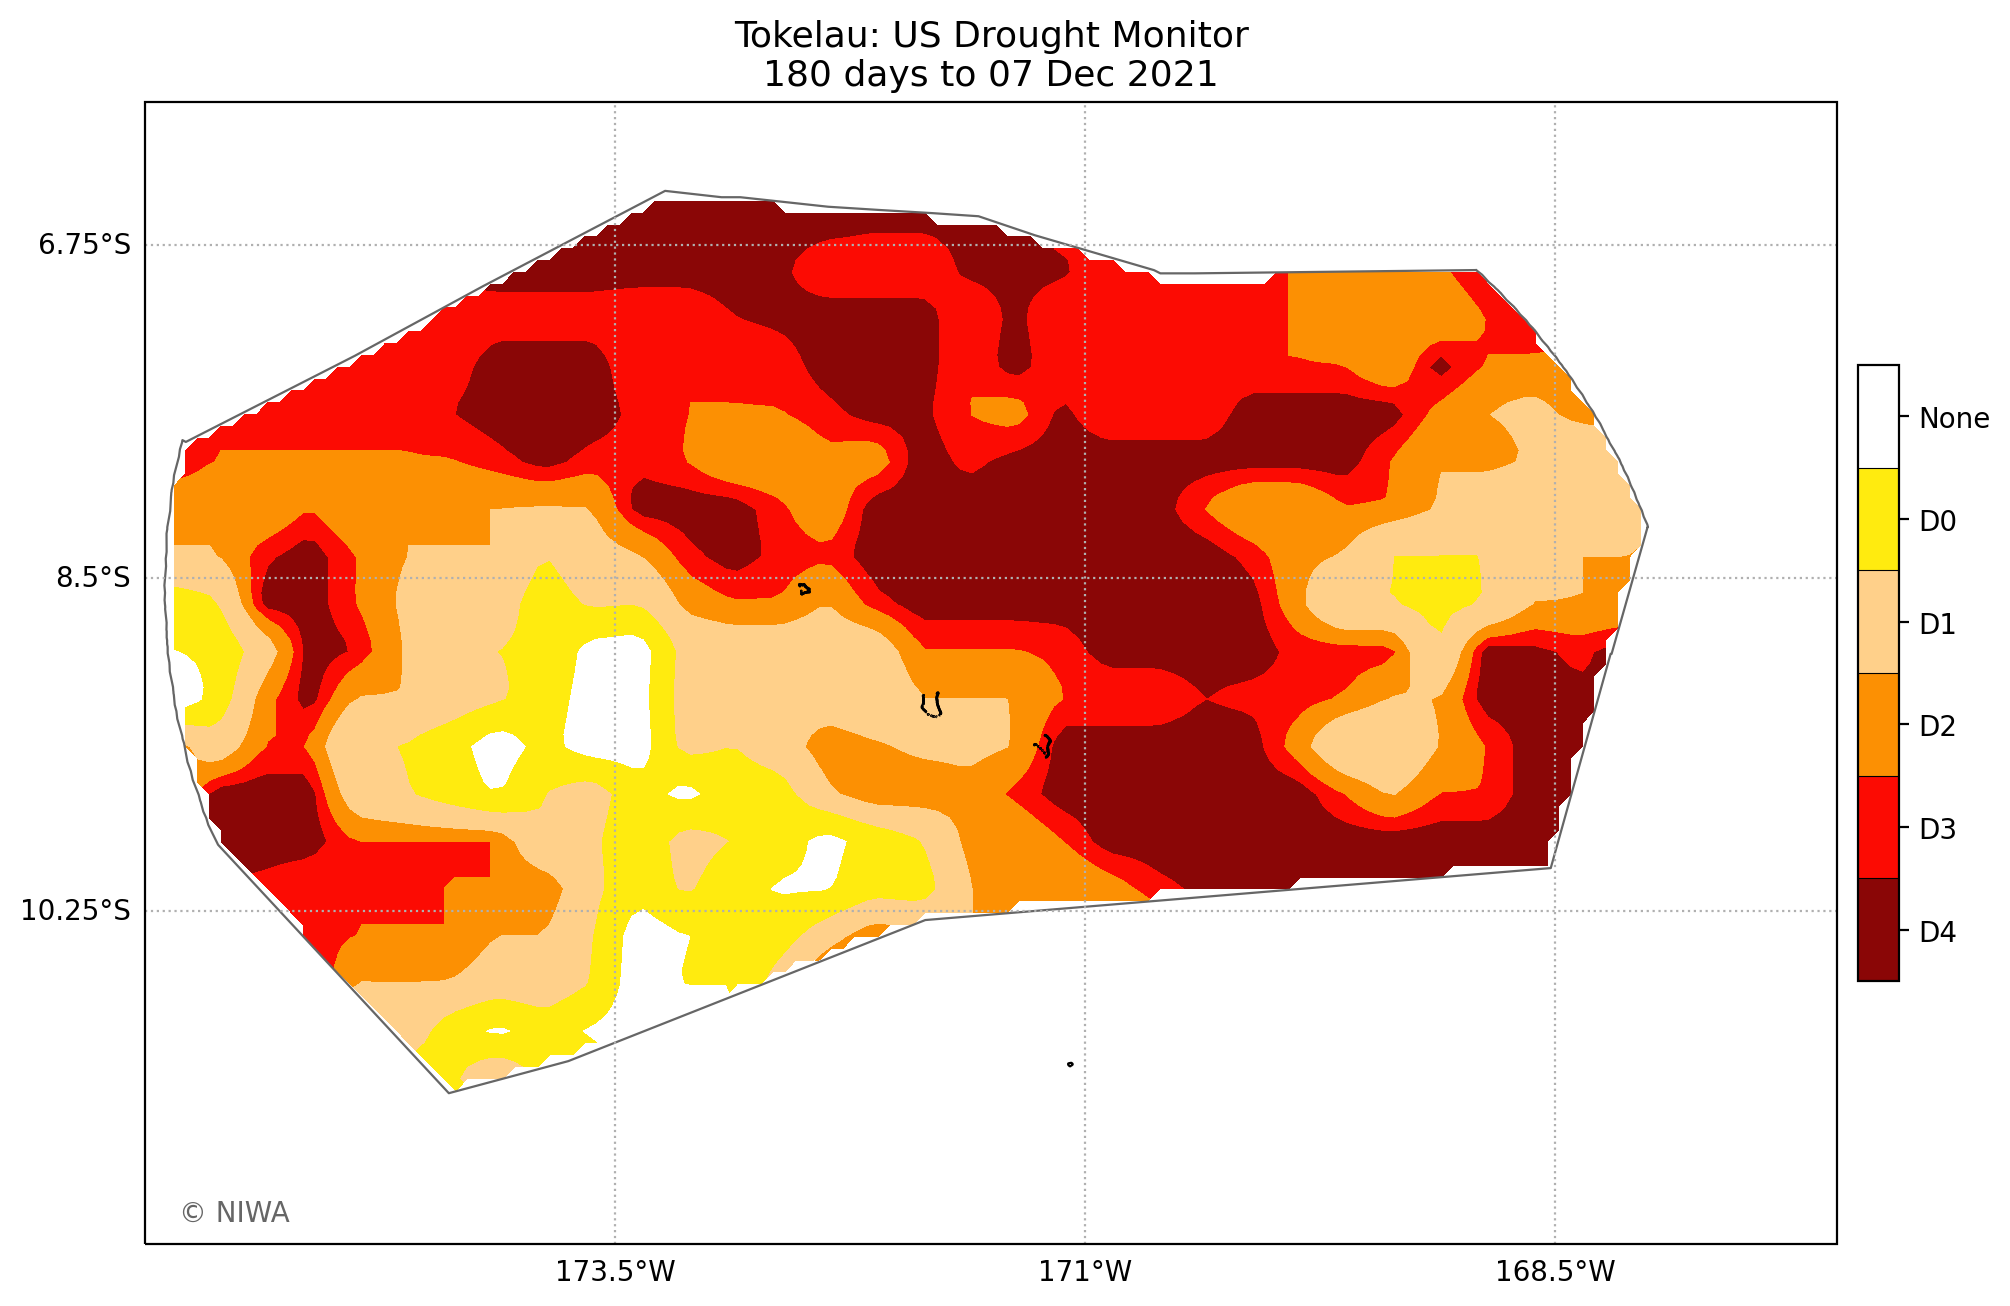 Tokelau: US Drought Monitor
180 days to 07 Dec 2021
6.75°S
8.5°S
10.25°S
173.5°W
171°W
168.5°W
None
D0
D1
D2
D3
D4
© NIWA